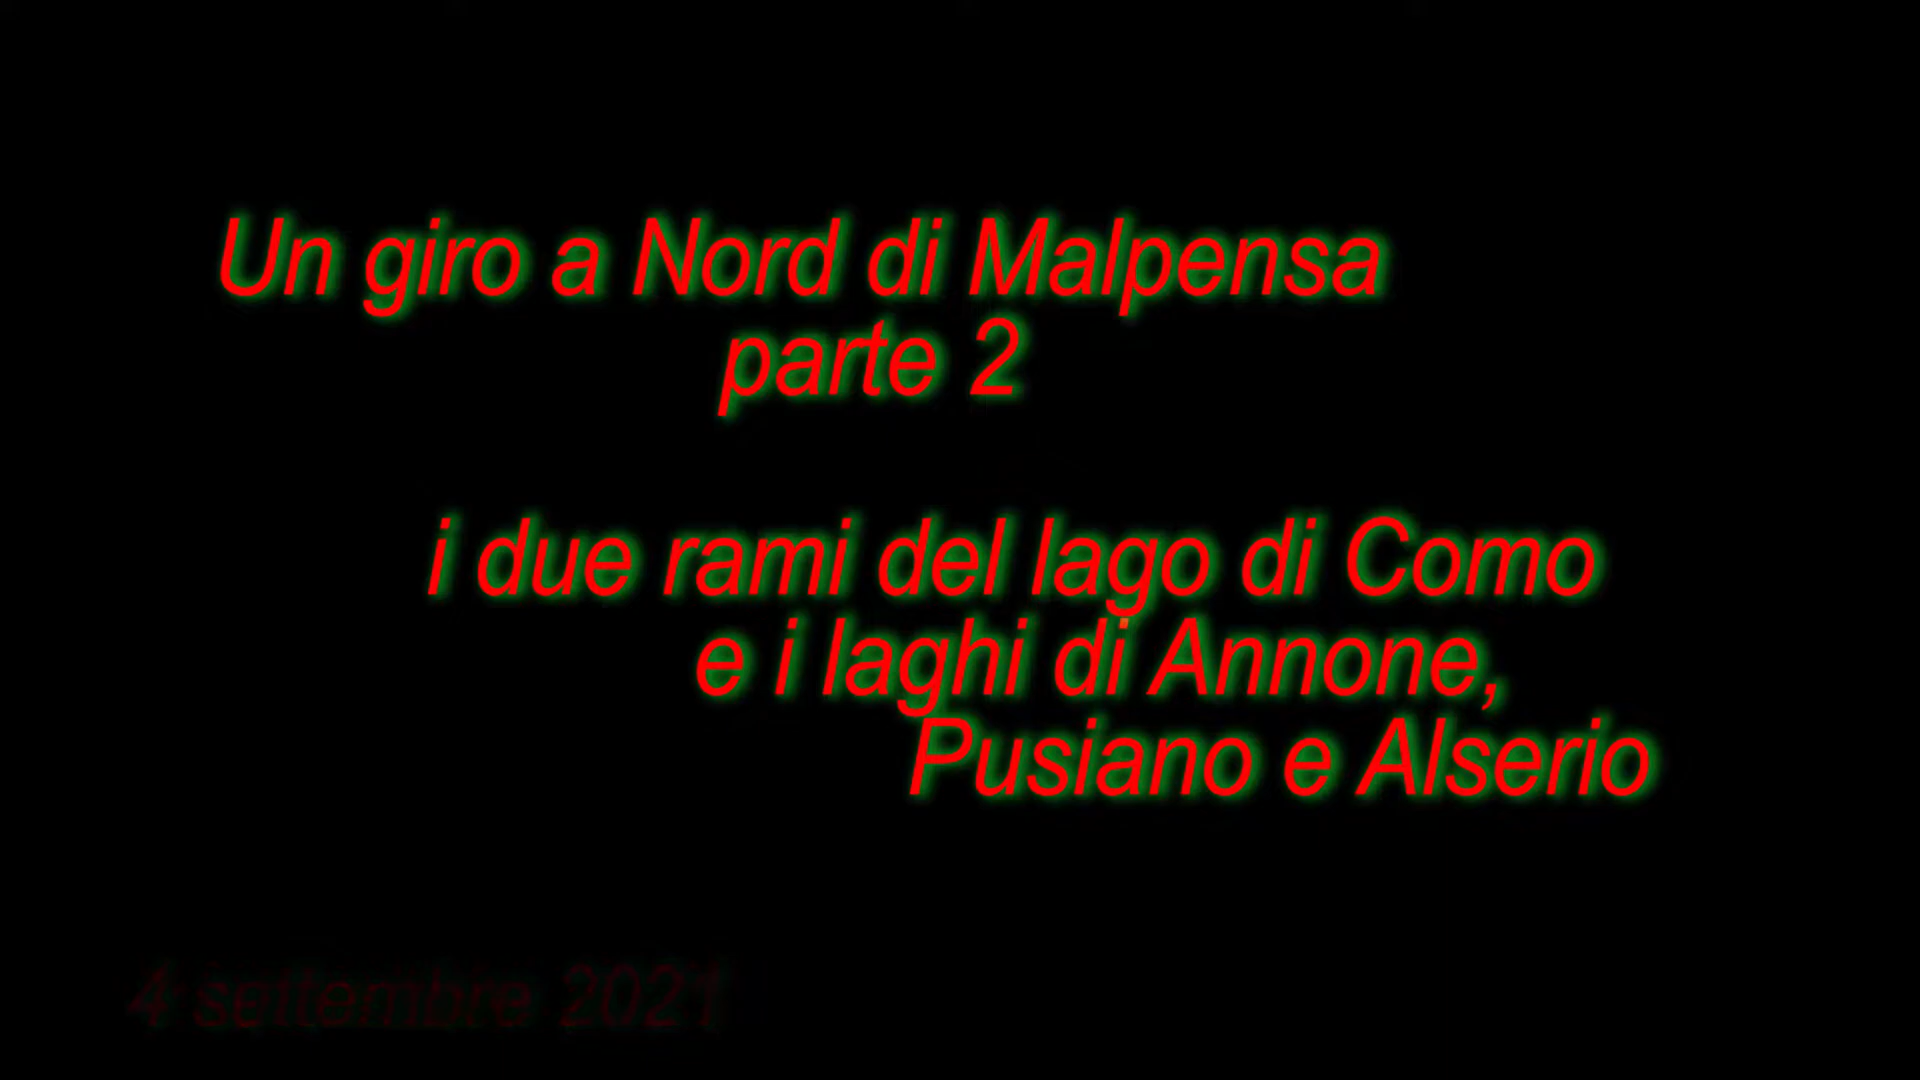 Un giro a Nord di Malpensa
parte 2
i due rami del lago di Como
e i laghi di Annone,
Pusiano e Alserio
4 settembre 2021